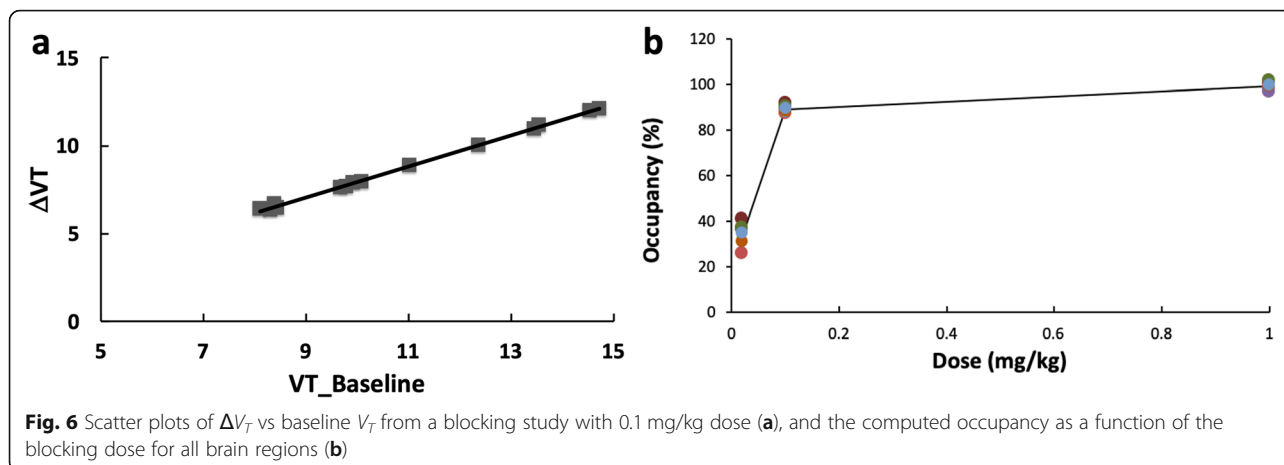 a
15
10
5
0
ΔVT
5 7 9 11 13 15
VT_Baseline
b
120
100
80
60
40
20
0
Occupancy (%)
0 0.2 0.4 0.6 0.8 1
Dose (mg/kg)
Fig. 6 Scatter plots of ΔVT vs baseline VT from a blocking study with 0.1 mg/kg dose (a), and the computed occupancy as a function of the
blocking dose for all brain regions (b)